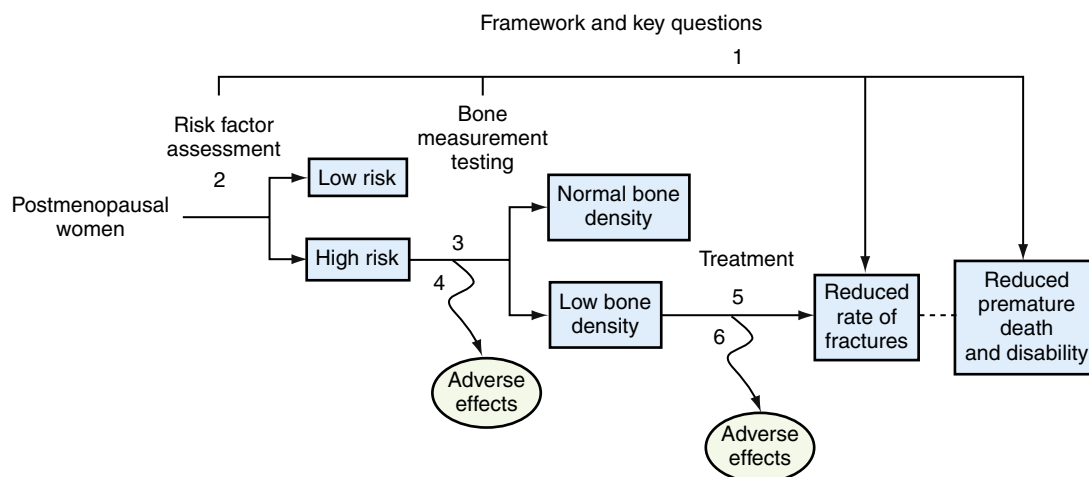 Framework and key questions
1
Risk factor
assessment
2
Bone
measurement
testing
Postmenopausal
women
Low risk
High risk
3
4
Adverse
effects
Normal bone
density
Low bone
density
Treatment
5
6
Adverse
effects
Reduced
rate of
fractures
Reduced
premature
death
and disability